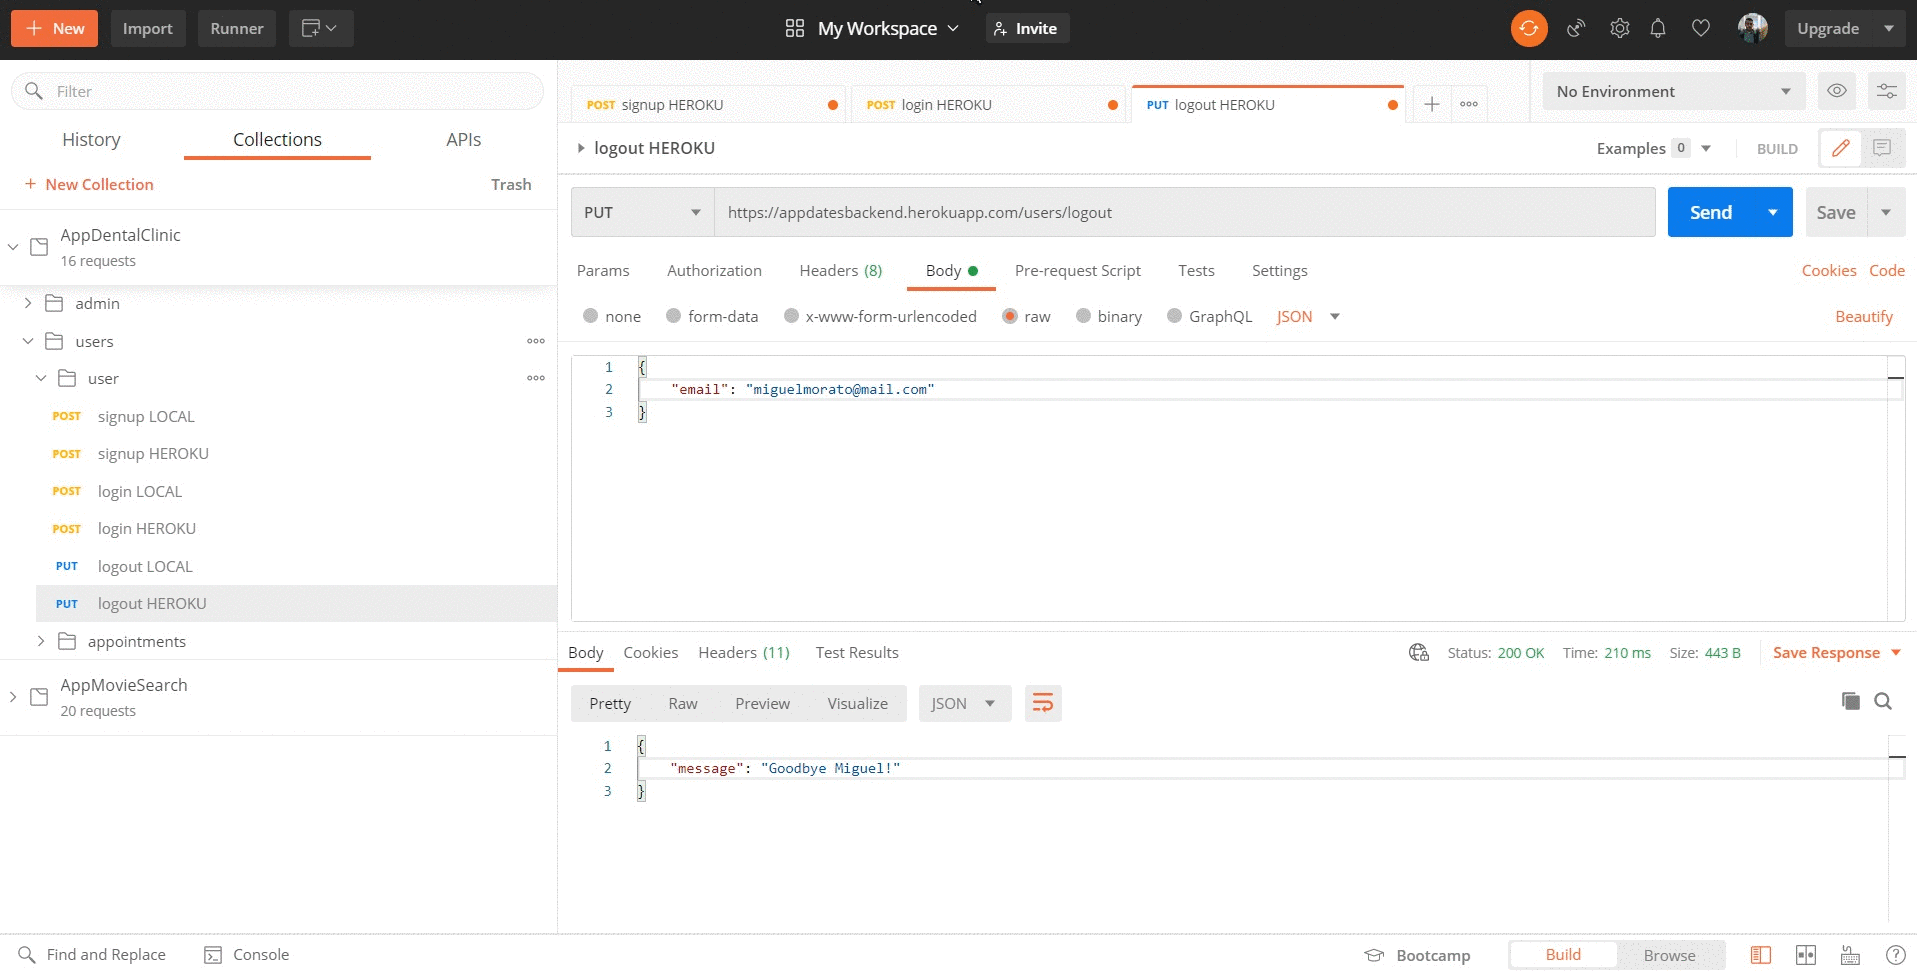 New
Import
Runner
My Workspace
Invite
Upgrade
Filter
History
Collections
APIs
New Collection
Trash
AppDentalClinic
16 requests
admin
users
user
POST signup LOCAL
POST signup HEROKU
POST login LOCAL
POST login HEROKU
PUT logout LOCAL
PUT logout HEROKU
appointments
AppMovieSearch
20 requests
POST signup HEROKU
POST login HEROKU
PUT logout HEROKU
No Environment
logout HEROKU
Examples 0
BUILD
PUT
https://appdatesbackend.herokuapp.com/users/logout
Send
Save
Params
Authorization
Headers (8)
Body
Pre-request Script
Tests
Settings
Cookies
Code
none
form-data
x-www-form-urlencoded
raw
binary
GraphQL
JSON
Beautify
1 {
2 "email": "miguelmorato@mail.com"
3 }
Body
Cookies
Headers (11)
Test Results
Status: 200 OK
Time: 210 ms
Size: 443 B
Save Response
Pretty
Raw
Preview
Visualize
JSON
1 {
2 "message": "Goodbye Miguel!"
3 }
Find and Replace
Console
Bootcamp
Build
Browse